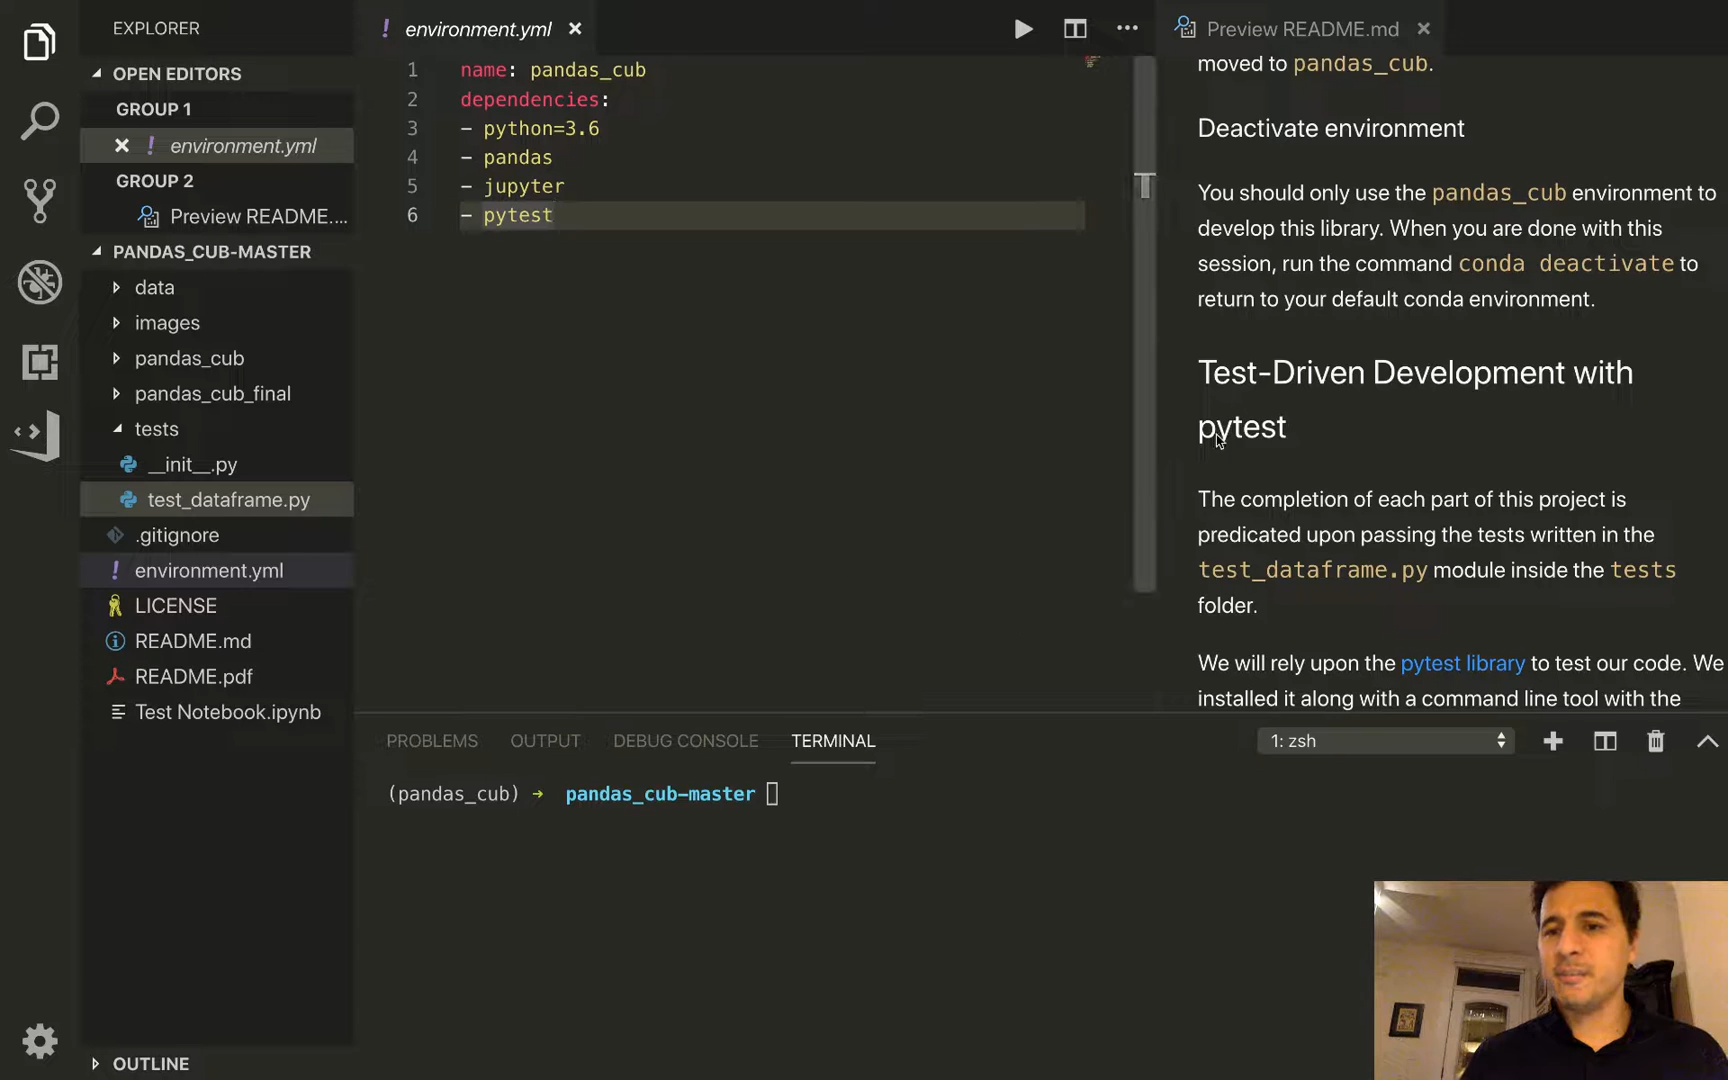 EXPLORER
OPEN EDITORS
GROUP 1
! environment.yml
GROUP 2
Preview README....
PANDAS_CUB-MASTER
data
images
pandas_cub
pandas_cub_final
tests
__init__.py
test_dataframe.py
.gitignore
! environment.yml
LICENSE
README.md
README.pdf
Test Notebook.ipynb
OUTLINE
! environment.yml
1 name: pandas_cub
2 dependencies:
3 - python=3.6
4 - pandas
5 - jupyter
6 - pytest
Preview README.md
moved to pandas_cub.
Deactivate environment
You should only use the pandas_cub environment to
develop this library. When you are done with this
session, run the command conda deactivate to
return to your default conda environment.
Test-Driven Development with
pytest
The completion of each part of this project is
predicated upon passing the tests written in the
test_dataframe.py module inside the tests
folder.
We will rely upon the pytest library to test our code. We
installed it along with a command line tool with the
PROBLEMS OUTPUT DEBUG CONSOLE TERMINAL 1: zsh
(pandas_cub) → pandas_cub-master